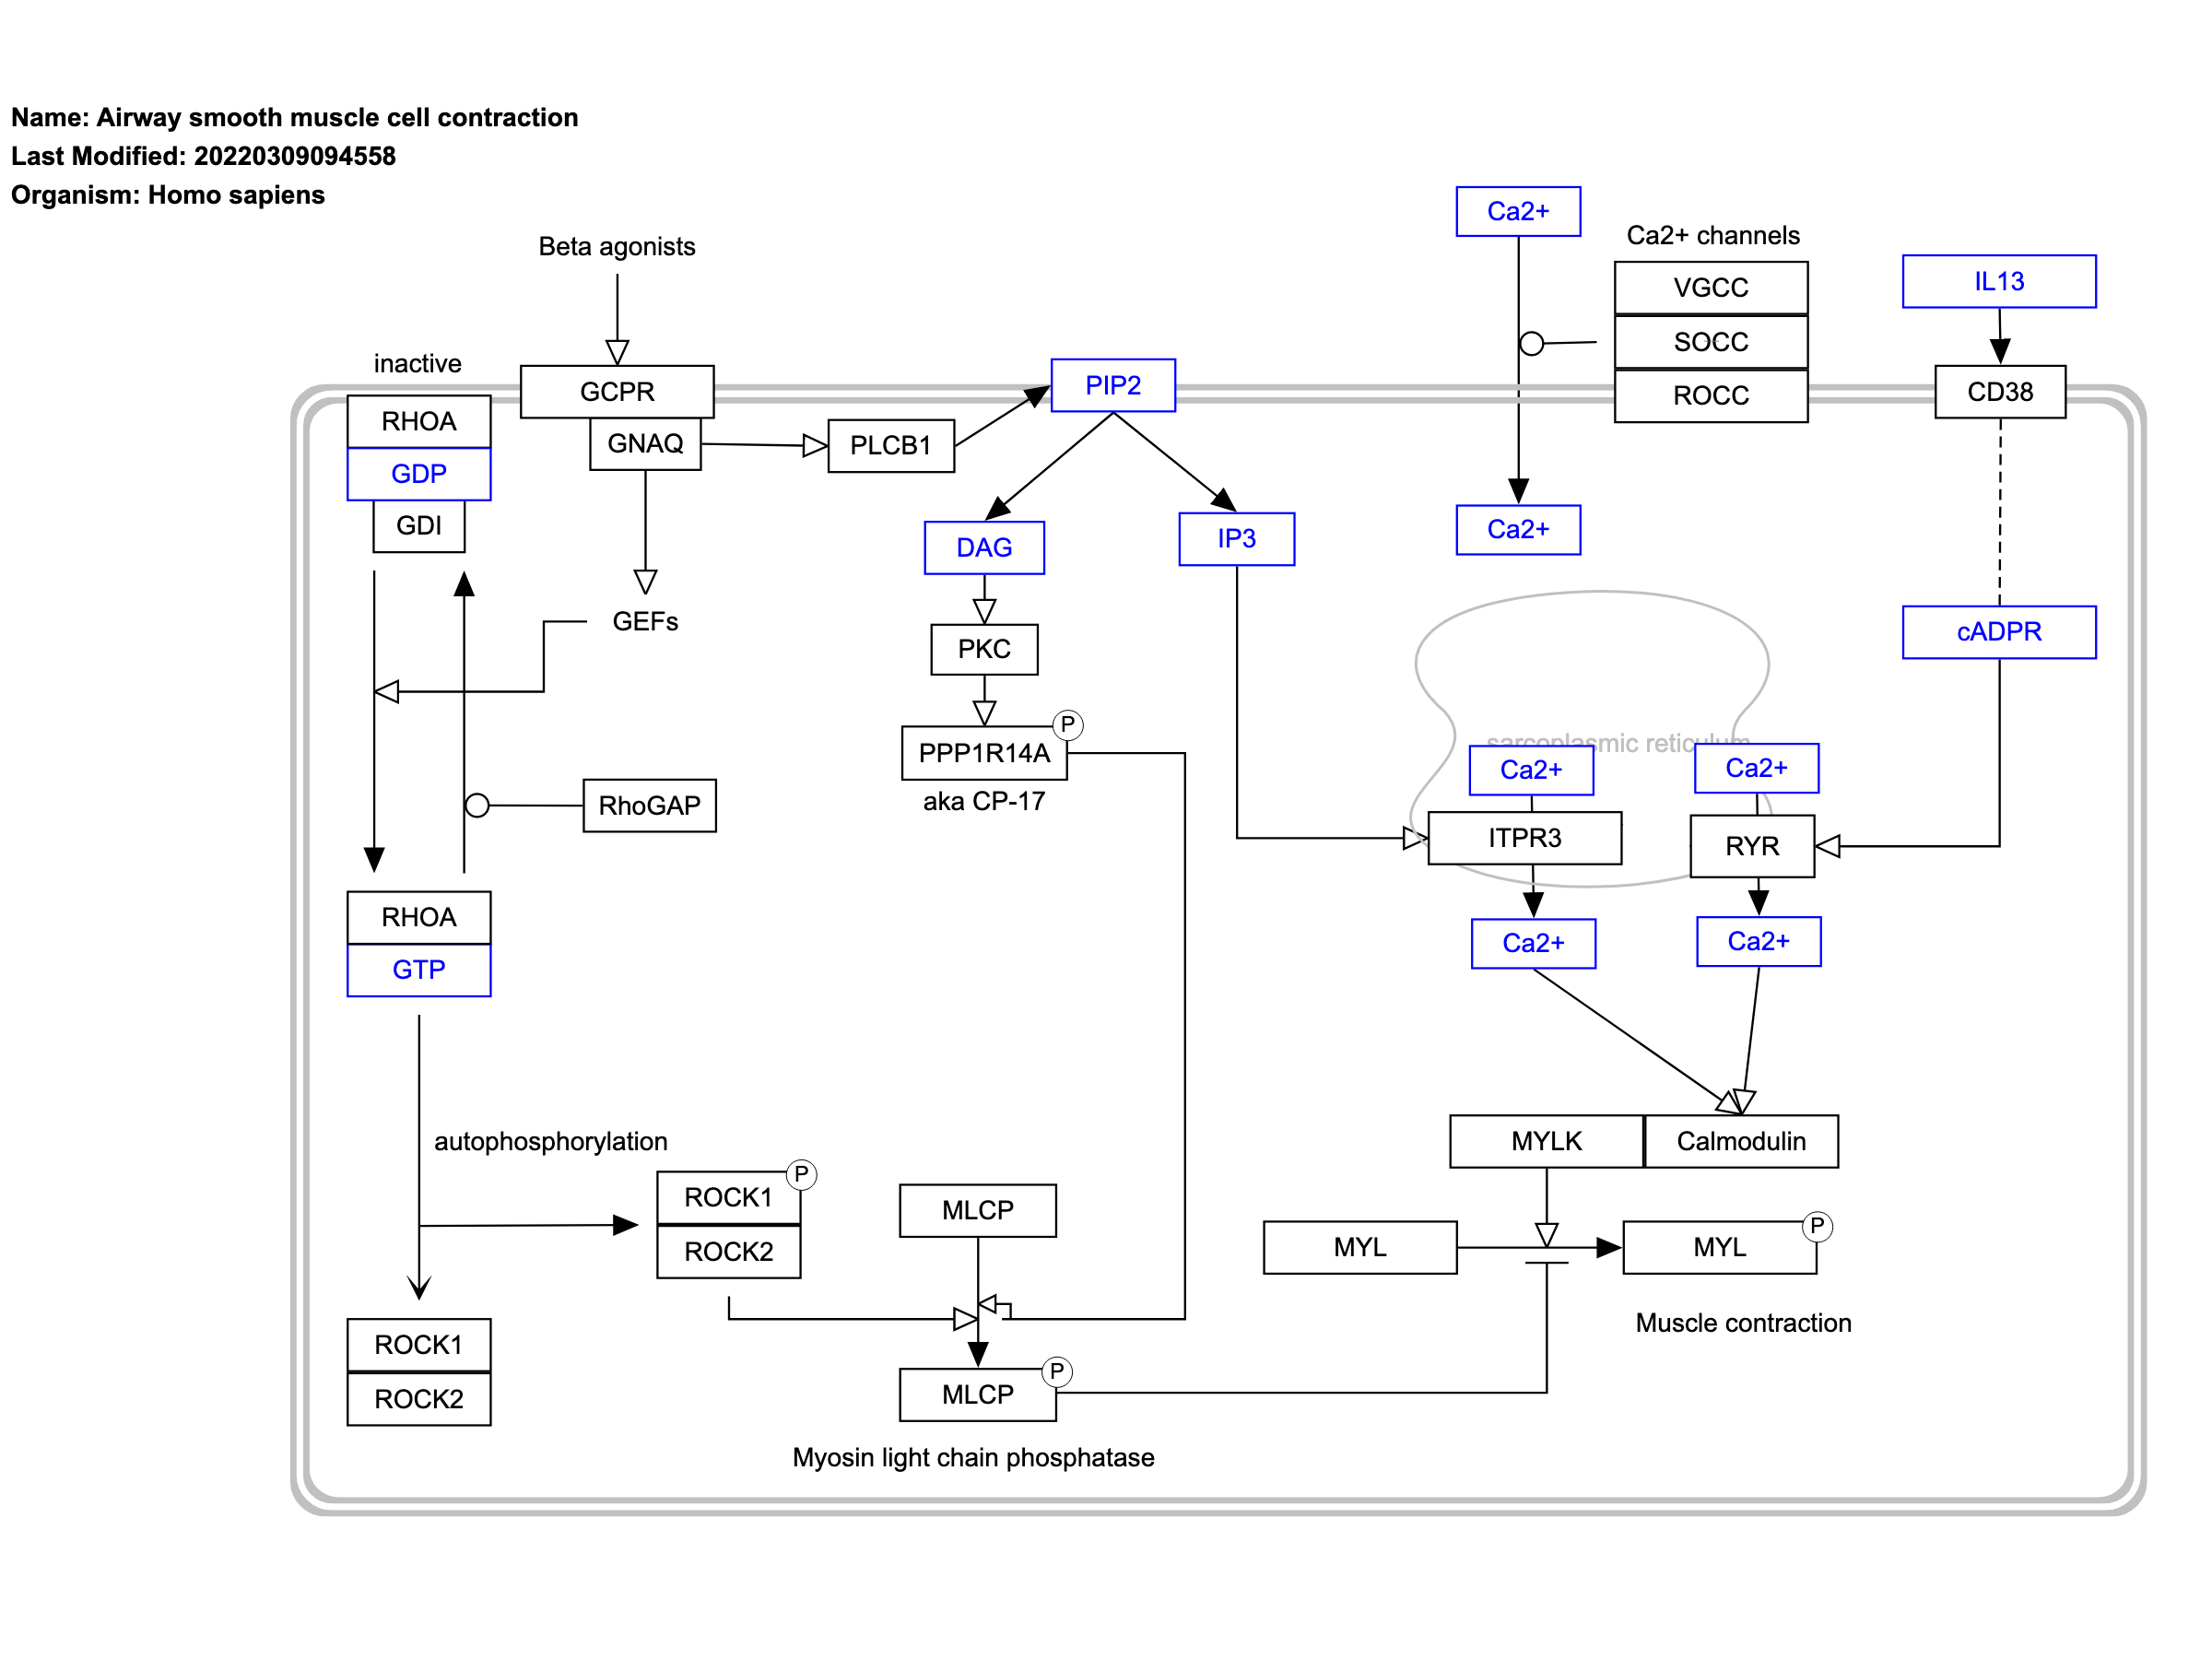 Name: Airway smooth muscle cell contraction
Last Modified: 20220309094558
Organism: Homo sapiens
Beta agonists
Ca2+
Ca2+ channels
VGCC
SOCC
ROCC
IL13
CD38
inactive
RHOA
GDP
GDI
GCPR
GNAQ
PLCB1
PIP2
DAG
IP3
Ca2+
cADPR
GEFs
PKC
PPP1R14A
P
aka CP-17
RhoGAP
sarcoplasmic reticulum
Ca2+
Ca2+
ITPR3
RYR
Ca2+
Ca2+
RHOA
GTP
autophosphorylation
ROCK1
P
ROCK2
MLCP
MYLK
Calmodulin
MYL
MYL
P
Muscle contraction
ROCK1
ROCK2
MLCP
P
Myosin light chain phosphatase